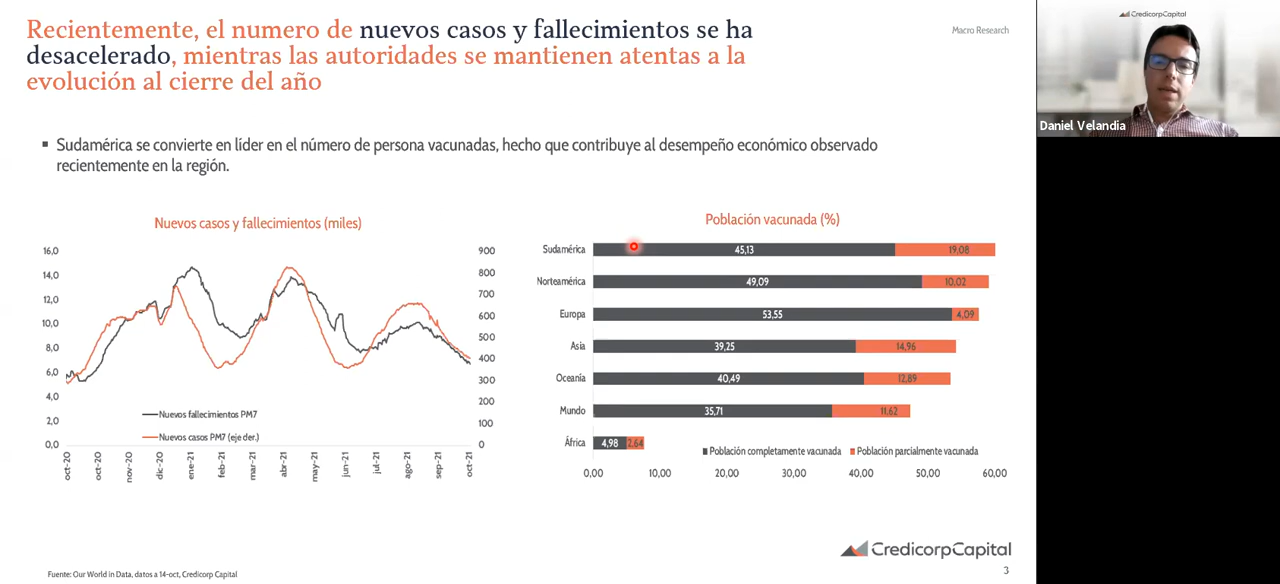 Recientemente, el numero de nuevos casos y fallecimientos se ha
desacelerado, mientras las autoridades se mantienen atentas a la
evolución al cierre del año
Macro Research
CredicorpCapital
Daniel Velandia
Sudamérica se convierte en líder en el número de persona vacunadas, hecho que contribuye al desempeño económico observado
recientemente en la región.
Nuevos casos y fallecimientos (miles)
16,0
14,0
12,0
10,0
8,0
6,0
4,0
2,0
0,0
900
800
700
600
500
400
300
200
100
0
Nuevos fallecimientos PM7
Nuevos casos PM7 (eje der.)
oct-20
oct-20
nov-20
dic-20
ene-21
feb-21
mar-21
abr-21
may-21
jun-21
jul-21
ago-21
sep-21
oct-21
Población vacunada (%)
Sudamérica 45,13 19,08
Norteamérica 49,09 10,02
Europa 53,55 4,09
Asia 39,25 14,96
Oceanía 40,49 12,89
Mundo 35,71 11,62
África 4,98 2,64
Población completamente vacunada Población parcialmente vacunada
0,00 10,00 20,00 30,00 40,00 50,00 60,00
CredicorpCapital
3
Fuente: Our World in Data, datos a 14-oct, Credicorp Capital